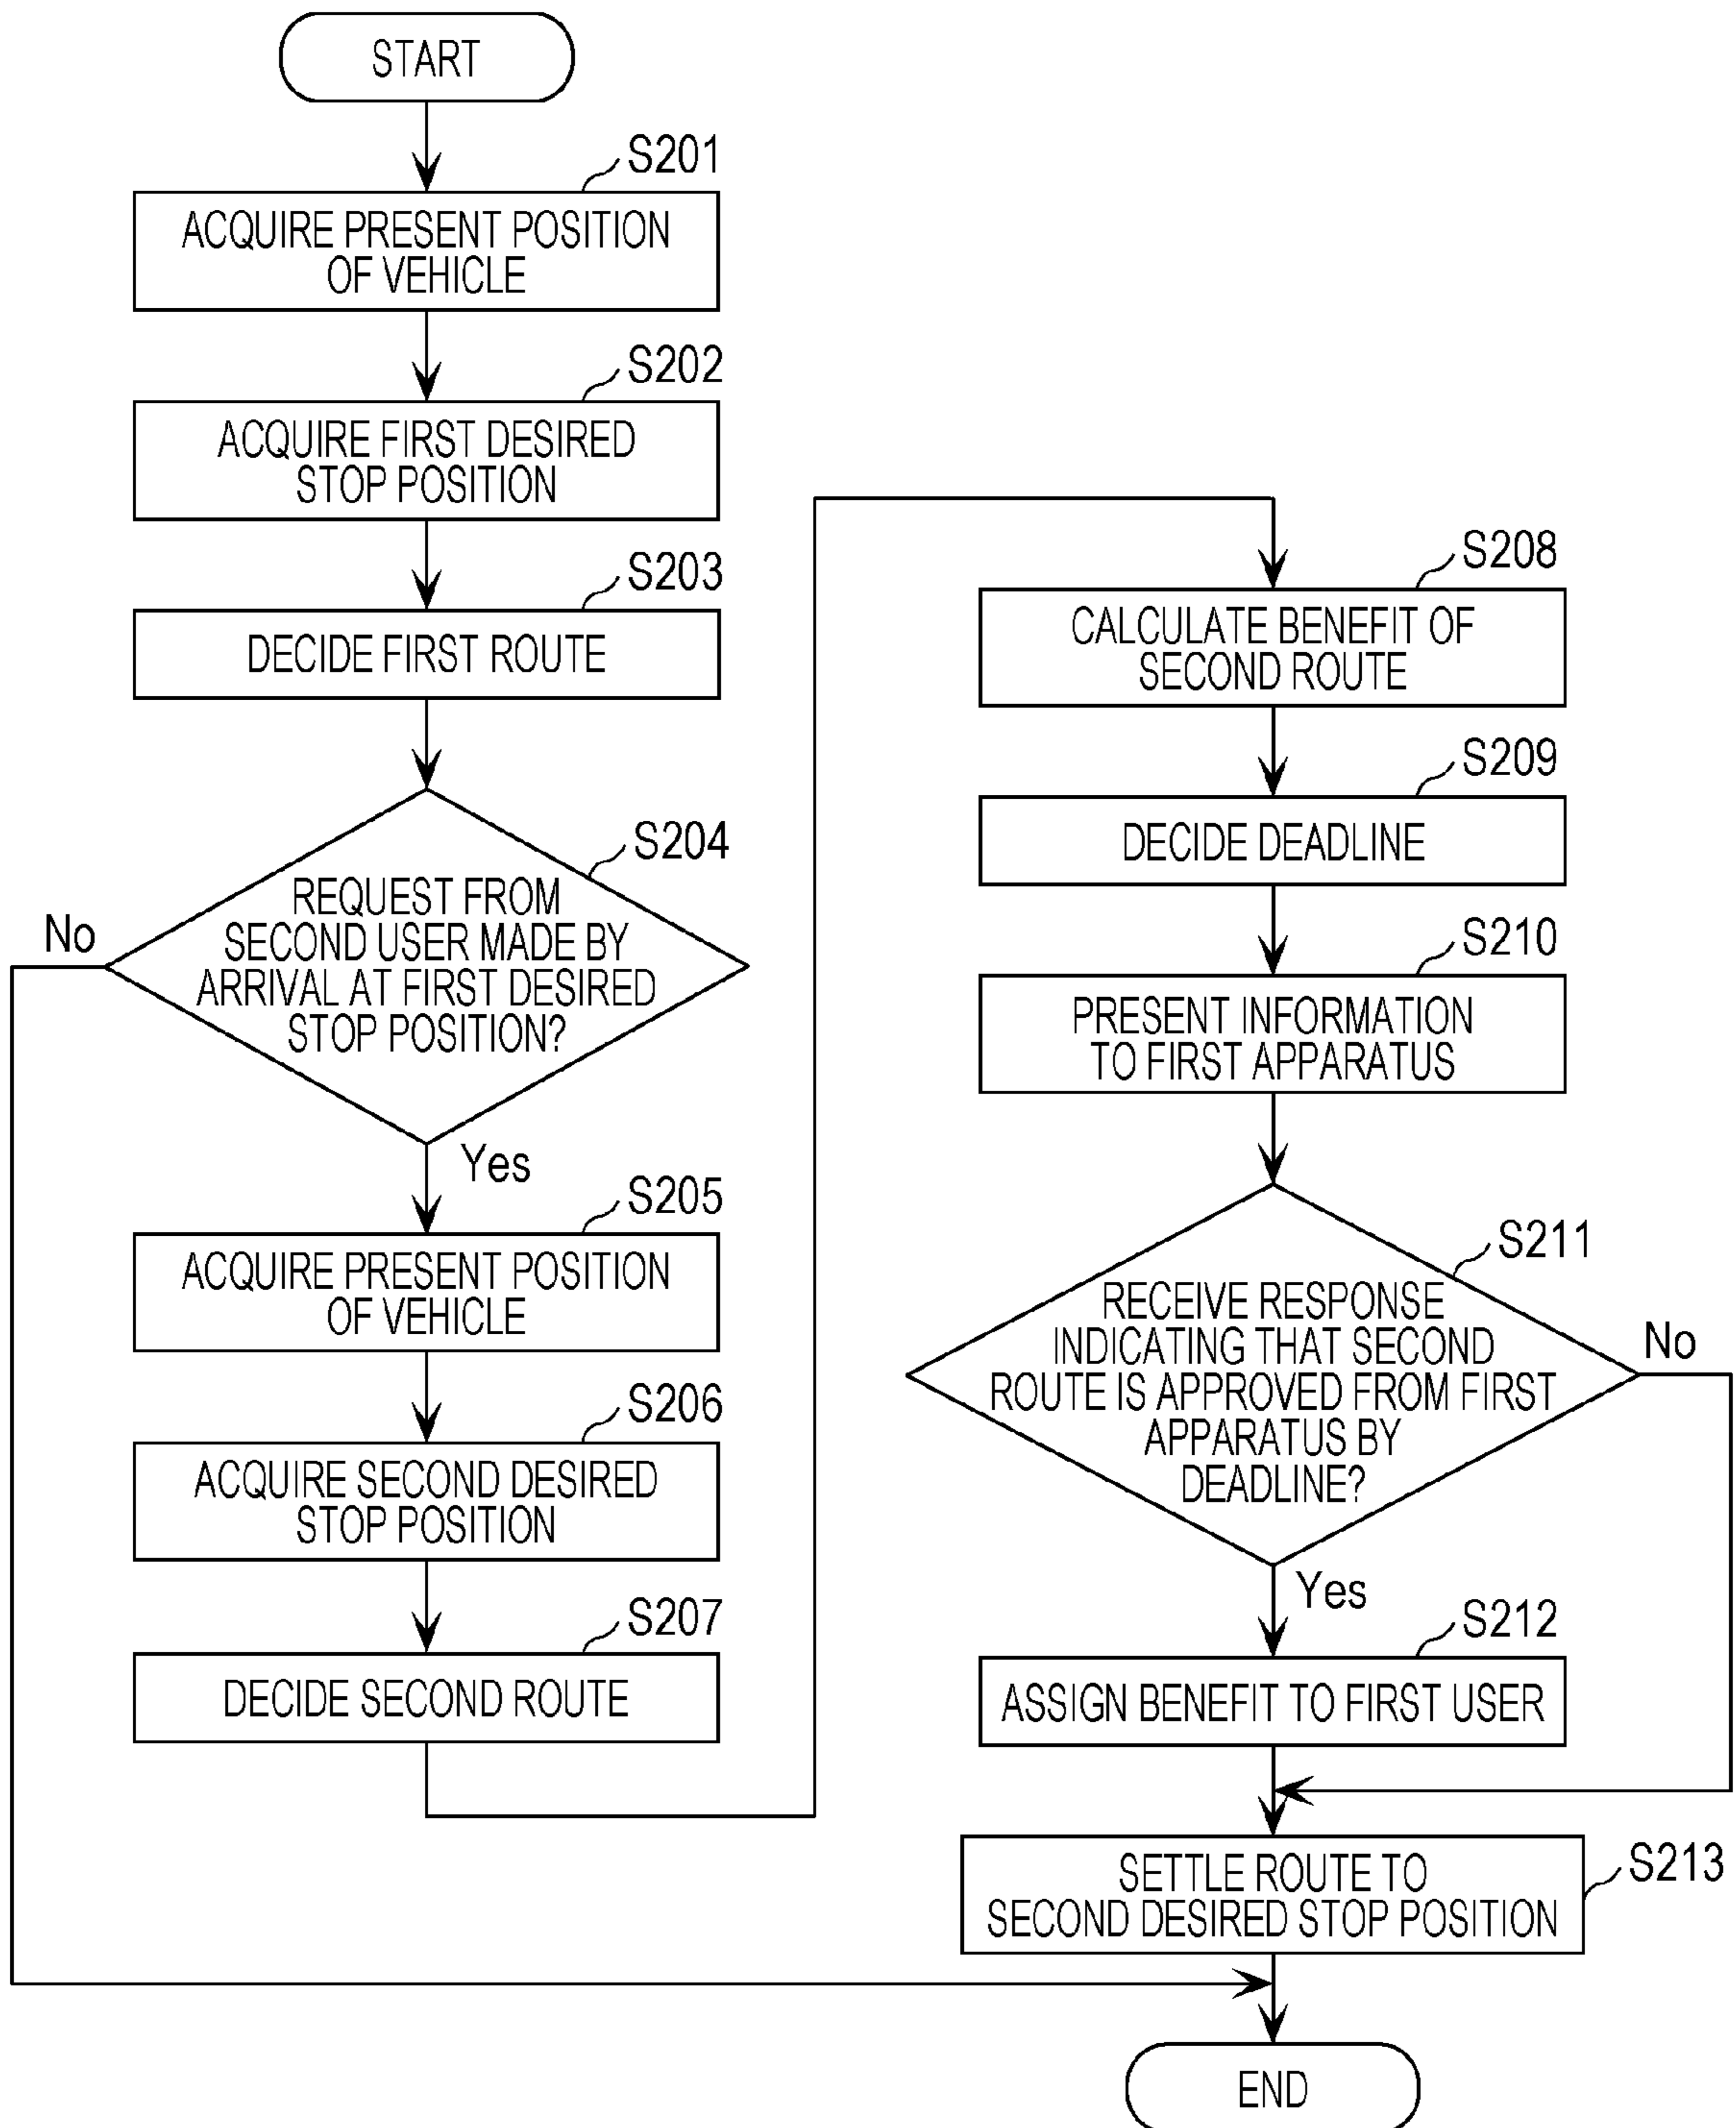 START
S201
ACQUIRE PRESENT POSITION
OF VEHICLE
S202
ACQUIRE FIRST DESIRED
STOP POSITION
S203
DECIDE FIRST ROUTE
S204
REQUEST FROM
SECOND USER MADE BY
ARRIVAL AT FIRST DESIRED
STOP POSITION?
No
Yes
S205
ACQUIRE PRESENT POSITION
OF VEHICLE
S206
ACQUIRE SECOND DESIRED
STOP POSITION
S207
DECIDE SECOND ROUTE
S208
CALCULATE BENEFIT OF
SECOND ROUTE
S209
DECIDE DEADLINE
S210
PRESENT INFORMATION
TO FIRST APPARATUS
S211
RECEIVE RESPONSE
INDICATING THAT SECOND
ROUTE IS APPROVED FROM FIRST
APPARATUS BY
DEADLINE?
No
Yes
S212
ASSIGN BENEFIT TO FIRST USER
S213
SETTLE ROUTE TO
SECOND DESIRED STOP POSITION
END